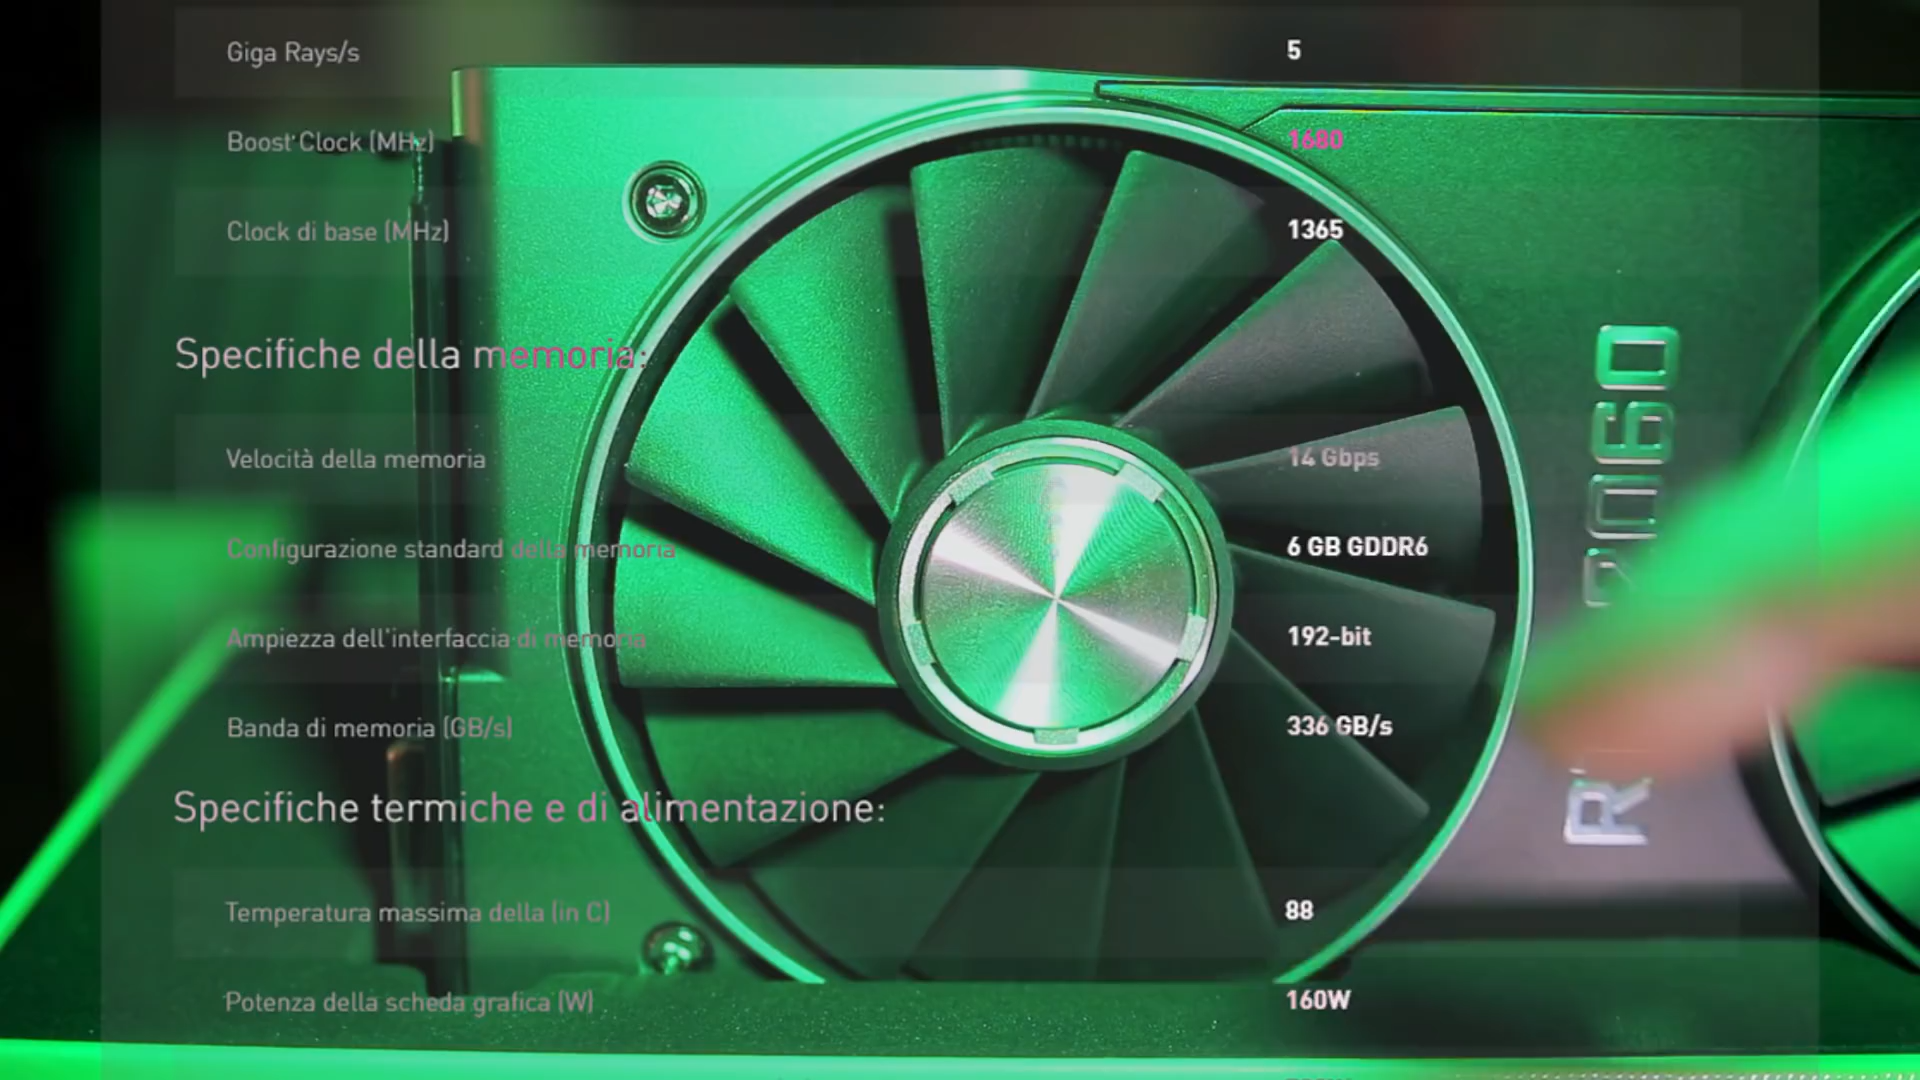 Giga Rays/s 5
Boost Clock (MHz) 1680
Clock di base (MHz) 1365
Specifiche della memoria:
Velocità della memoria 14 Gbps
Configurazione standard della memoria 6 GB GDDR6
Ampiezza dell'interfaccia di memoria 192-bit
Banda di memoria (GB/s) 336 GB/s
Specifiche termiche e di alimentazione:
Temperatura massima della (in C) 88
Potenza della scheda grafica (W) 160W
2060